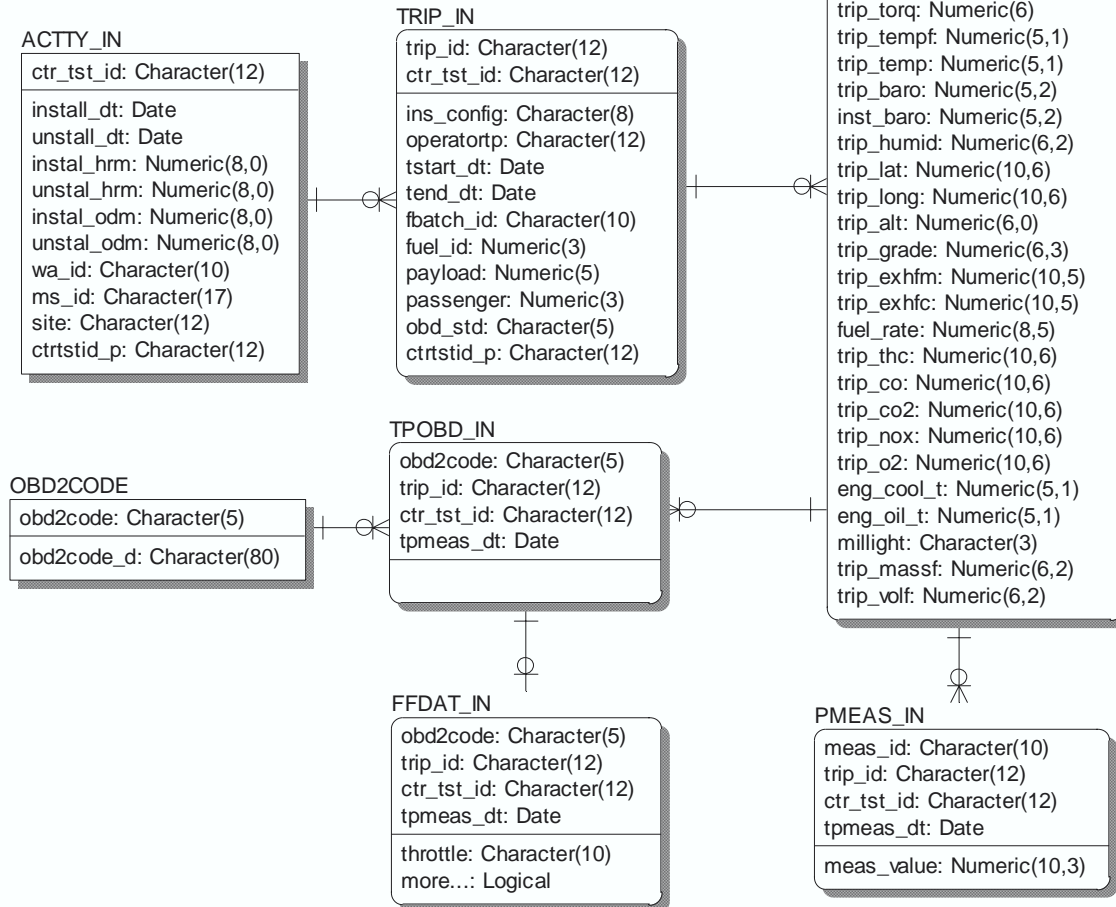 ACTTY_IN
ctr_tst_id: Character(12)
install_dt: Date
unstall_dt: Date
instal_hrm: Numeric(8,0)
unstal_hrm: Numeric(8,0)
instal_odm: Numeric(8,0)
unstal_odm: Numeric(8,0)
wa_id: Character(10)
ms_id: Character(17)
site: Character(12)
ctrtstid_p: Character(12)
TRIP_IN
trip_id: Character(12)
ctr_tst_id: Character(12)
ins_config: Character(8)
operatortp: Character(12)
tstart_dt: Date
tend_dt: Date
fbatch_id: Character(10)
fuel_id: Numeric(3)
payload: Numeric(5)
passenger: Numeric(3)
obd_std: Character(5)
ctrtstid_p: Character(12)
trip_torq: Numeric(6)
trip_tempf: Numeric(5,1)
trip_temp: Numeric(5,1)
trip_baro: Numeric(5,2)
inst_baro: Numeric(5,2)
trip_humid: Numeric(6,2)
trip_lat: Numeric(10,6)
trip_long: Numeric(10,6)
trip_alt: Numeric(6,0)
trip_grade: Numeric(6,3)
trip_exhfm: Numeric(10,5)
trip_exhfc: Numeric(10,5)
fuel_rate: Numeric(8,5)
trip_thc: Numeric(10,6)
trip_co: Numeric(10,6)
trip_co2: Numeric(10,6)
trip_nox: Numeric(10,6)
trip_o2: Numeric(10,6)
eng_cool_t: Numeric(5,1)
eng_oil_t: Numeric(5,1)
millight: Character(3)
trip_massf: Numeric(6,2)
trip_volf: Numeric(6,2)
OBD2CODE
obd2code: Character(5)
obd2code_d: Character(80)
TPOBD_IN
obd2code: Character(5)
trip_id: Character(12)
ctr_tst_id: Character(12)
tpmeas_dt: Date
FFDAT_IN
obd2code: Character(5)
trip_id: Character(12)
ctr_tst_id: Character(12)
tpmeas_dt: Date
throttle: Character(10)
more...: Logical
PMEAS_IN
meas_id: Character(10)
trip_id: Character(12)
ctr_tst_id: Character(12)
tpmeas_dt: Date
meas_value: Numeric(10,3)